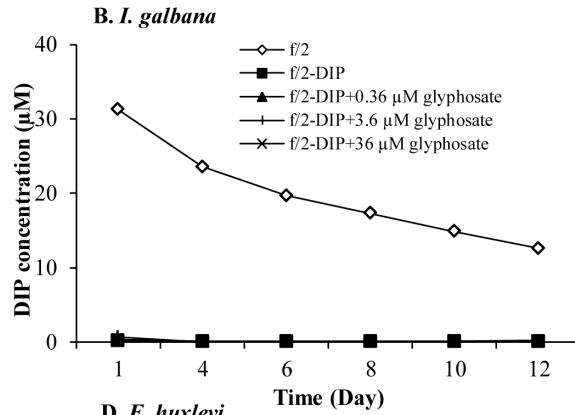 B. I. galbana
40
30
20
10
0
DIP concentration (µM)
f/2
f/2-DIP
f/2-DIP+0.36 µM glyphosate
f/2-DIP+3.6 µM glyphosate
f/2-DIP+36 µM glyphosate
1 4 6 8 10 12
Time (Day)
D. E. huxleyi